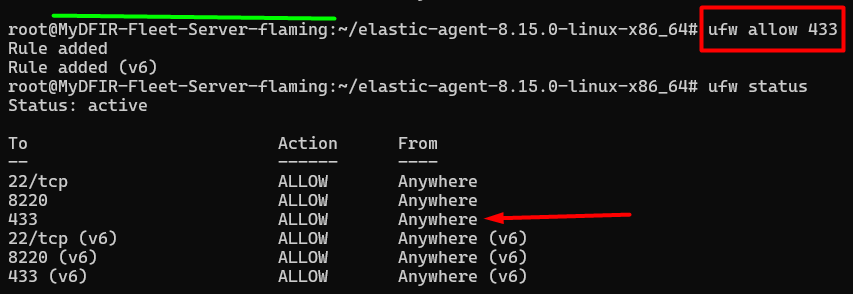 root@MyDFIR-Fleet-Server-flaming:~/elastic-agent-8.15.0-linux-x86_64# ufw allow 433
Rule added
Rule added (v6)
root@MyDFIR-Fleet-Server-flaming:~/elastic-agent-8.15.0-linux-x86_64# ufw status
Status: active
To Action From
-- ------ ----
22/tcp ALLOW Anywhere
8220 ALLOW Anywhere
433 ALLOW Anywhere
22/tcp (v6) ALLOW Anywhere (v6)
8220 (v6) ALLOW Anywhere (v6)
433 (v6) ALLOW Anywhere (v6)